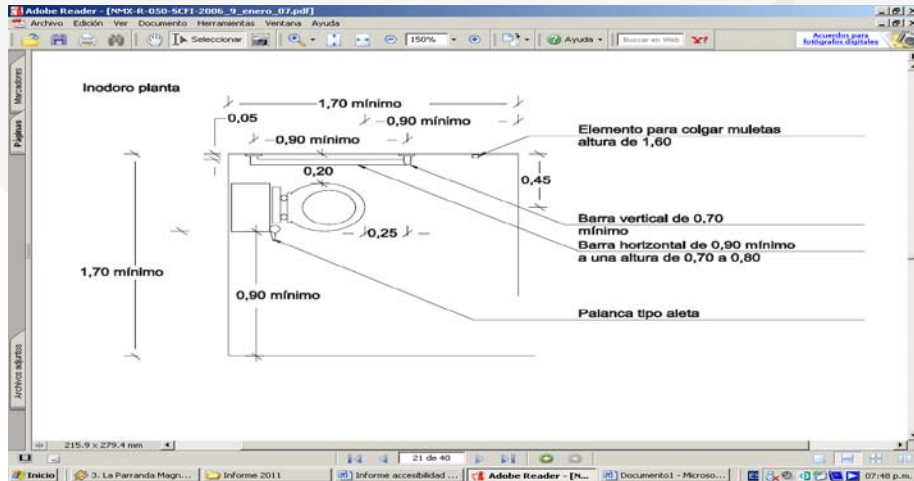 Adobe Reader - [NMX-R-050-SCFI-2006_9_enero_07.pdf]
Archivo Edición Ver Documento Herramientas Ventana Ayuda
Seleccionar
150%
Ayuda
Buscar en Web
Y!
Acuerdos para
fotógrafos digitales
Marcadores
Páginas
Archivos adjuntos
Inodoro planta
1,70 mínimo
0,05
0,90 mínimo
0,90 mínimo
Elemento para colgar muletas
altura de 1,60
0,20
0,45
0,25
Barra vertical de 0,70
mínimo
Barra horizontal de 0,90 mínimo
a una altura de 0,70 a 0,80
1,70 mínimo
0,90 mínimo
Palanca tipo aleta
215.9 x 279.4 mm
21 de 40
Inicio
3. La Parranda Magn...
Informe 2011
Informe accesibilidad ...
Adobe Reader - [N...
Documento1 - Microso...
07:48 p.m.